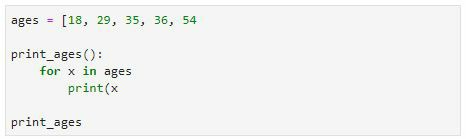 ages = [18, 29, 35, 36, 54
print_ages():
    for x in ages
        print(x
print_ages